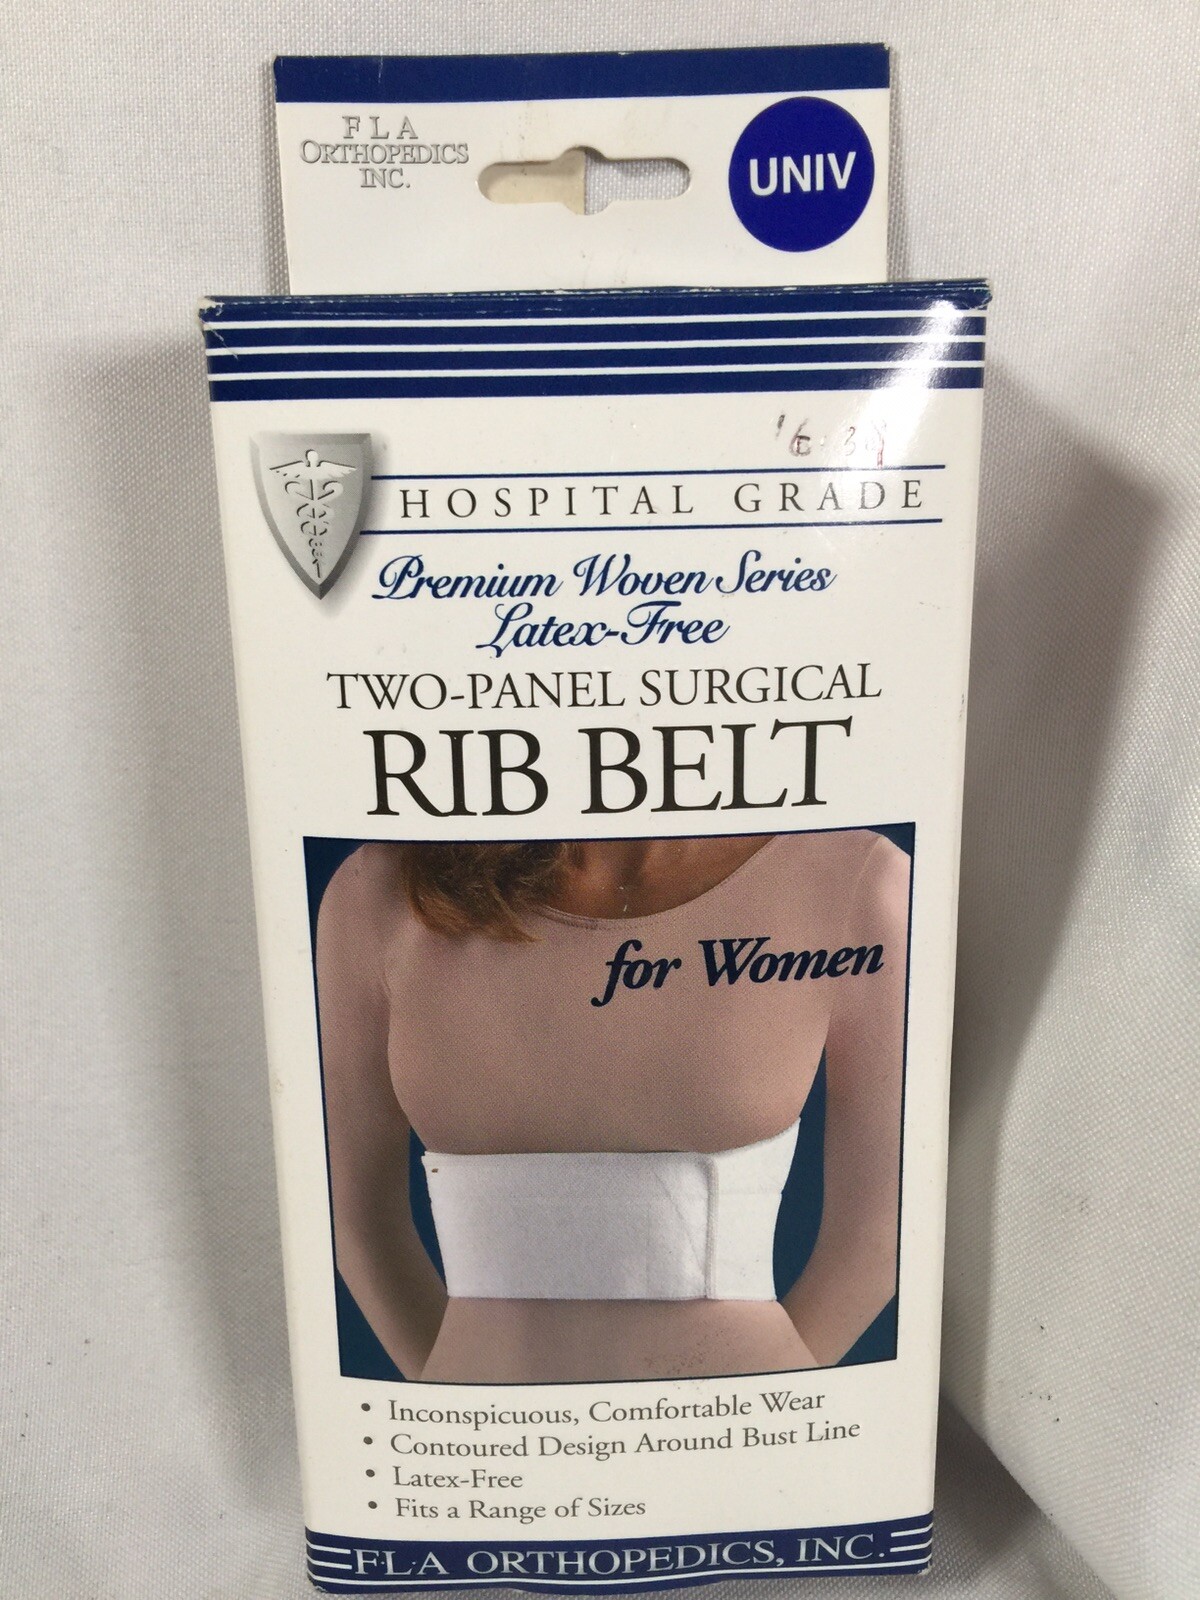 FLA
ORTHOPEDICS
INC.
UNIV
HOSPITAL GRADE
Premium Woven Series
Latex-Free
TWO-PANEL SURGICAL
RIB BELT
for Women
• Inconspicuous, Comfortable Wear
• Contoured Design Around Bust Line
• Latex-Free
• Fits a Range of Sizes
F·L·A ORTHOPEDICS, INC.